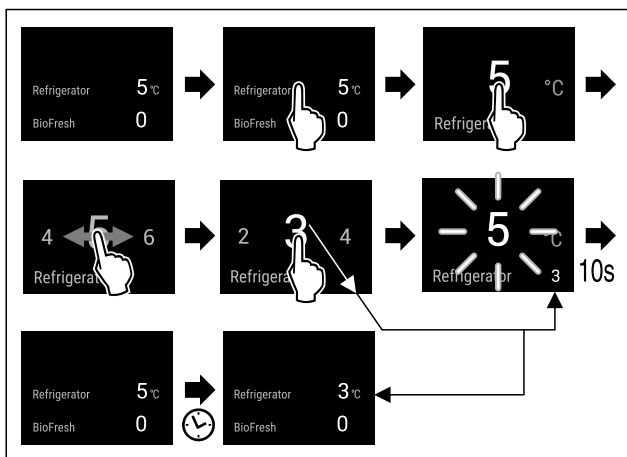 Refrigerator 5 °C
BioFresh 0
Refrigerator 5 °C
BioFresh 0
5 °C
Refriger
4 5 6
Refrigerat
2 3 4
Refrigerat
5 °C
Refrigerator 3
10s
Refrigerator 5 °C
BioFresh 0
Refrigerator 3 °C
BioFresh 0